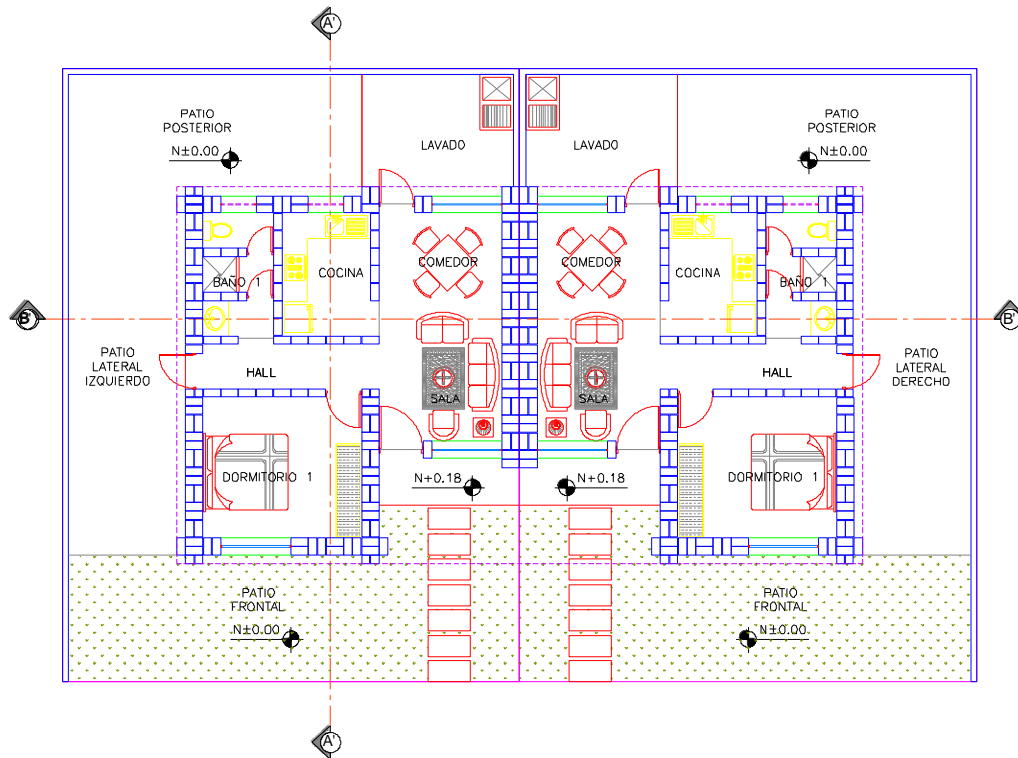 A'
PATIO
POSTERIOR
N±0.00
LAVADO
LAVADO
PATIO
POSTERIOR
N±0.00
COCINA
COMEDOR
COMEDOR
COCINA
BAÑO 1
BAÑO 1
B'
B'
PATIO
LATERAL
IZQUIERDO
HALL
HALL
PATIO
LATERAL
DERECHO
SALA
SALA
DORMITORIO 1
N+0.18
N+0.18
DORMITORIO 1
PATIO
FRONTAL
N±0.00
PATIO
FRONTAL
N±0.00
A'